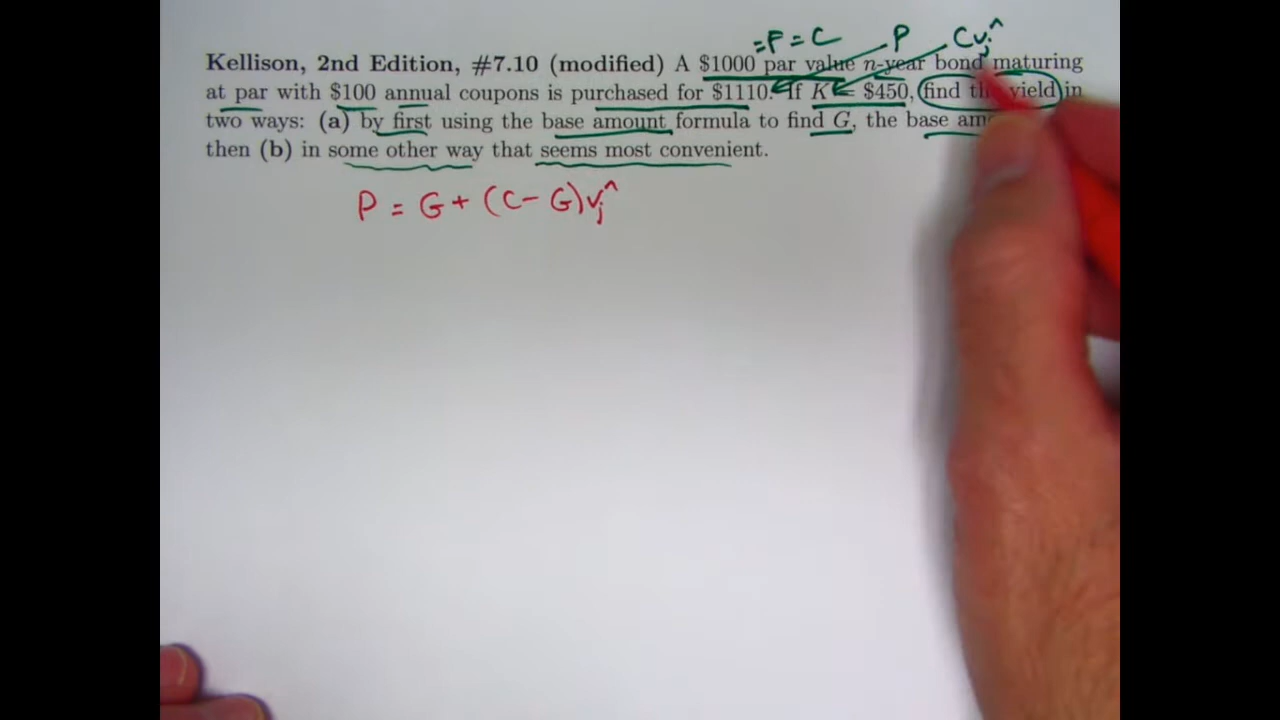 =F = C P Cvⱼⁿ
Kellison, 2nd Edition, #7.10 (modified) A $1000 par value n-year bond maturing
at par with $100 annual coupons is purchased for $1110. If K = $450, find the yield in
two ways: (a) by first using the base amount formula to find G, the base
then (b) in some other way that seems most convenient.
P = G + (C - G)vⱼⁿ